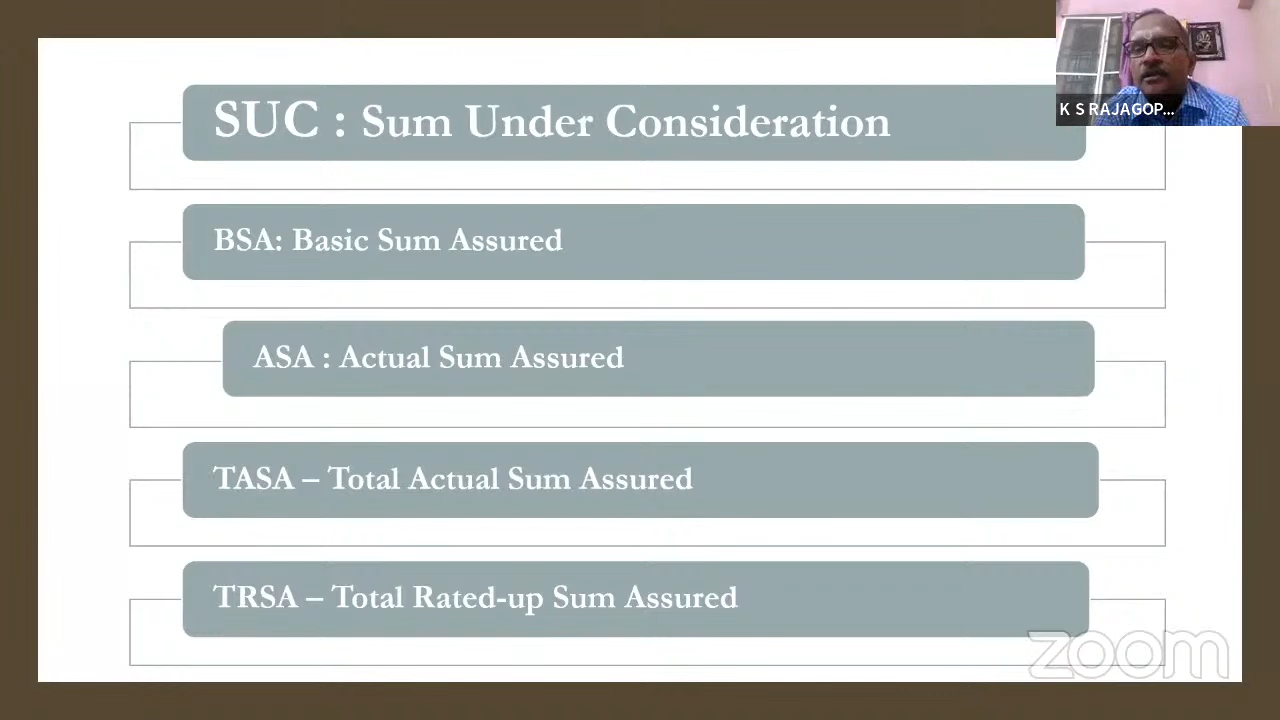 SUC : Sum Under Consideration
K S RAJAGOP...
BSA: Basic Sum Assured
ASA : Actual Sum Assured
TASA – Total Actual Sum Assured
TRSA – Total Rated-up Sum Assured
zoom